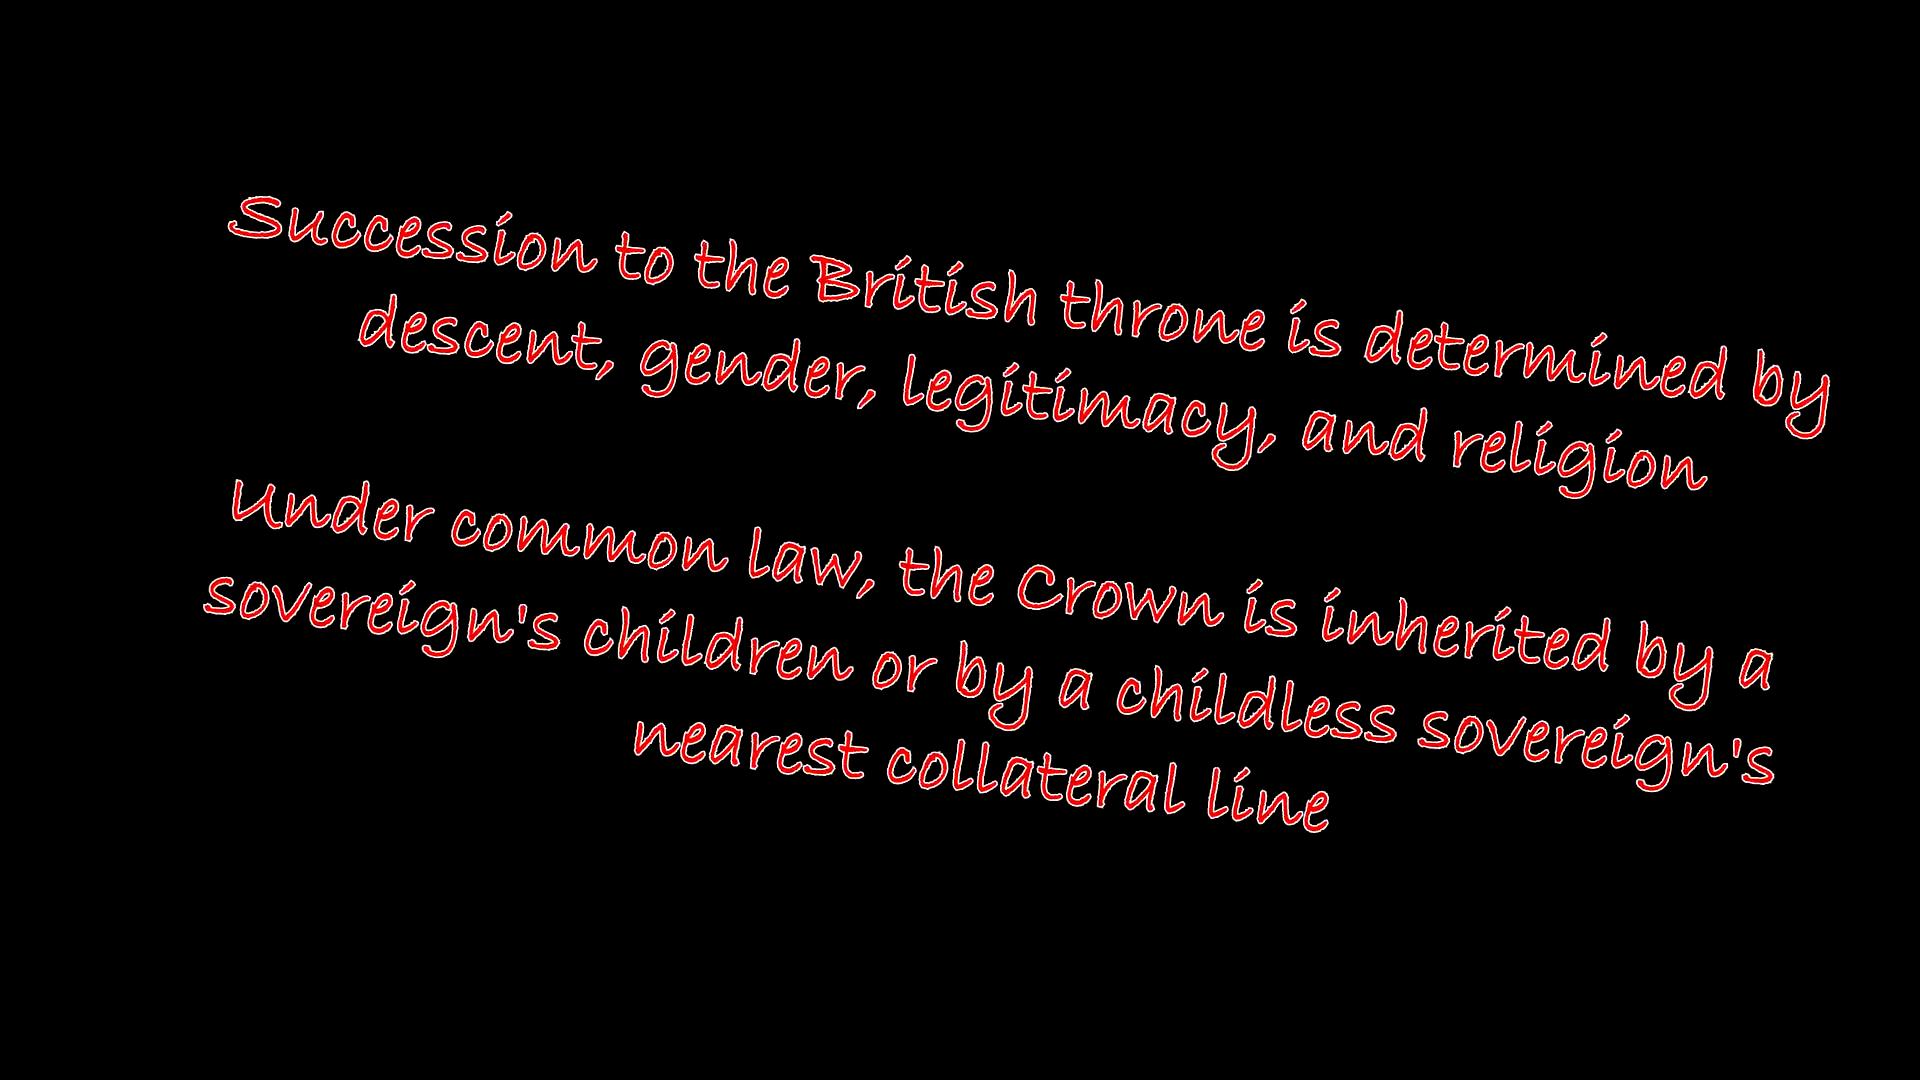 Succession to the British throne is determined by
descent, gender, legitimacy, and religion
Under common law, the Crown is inherited by a
sovereign's children or by a childless sovereign's
nearest collateral line